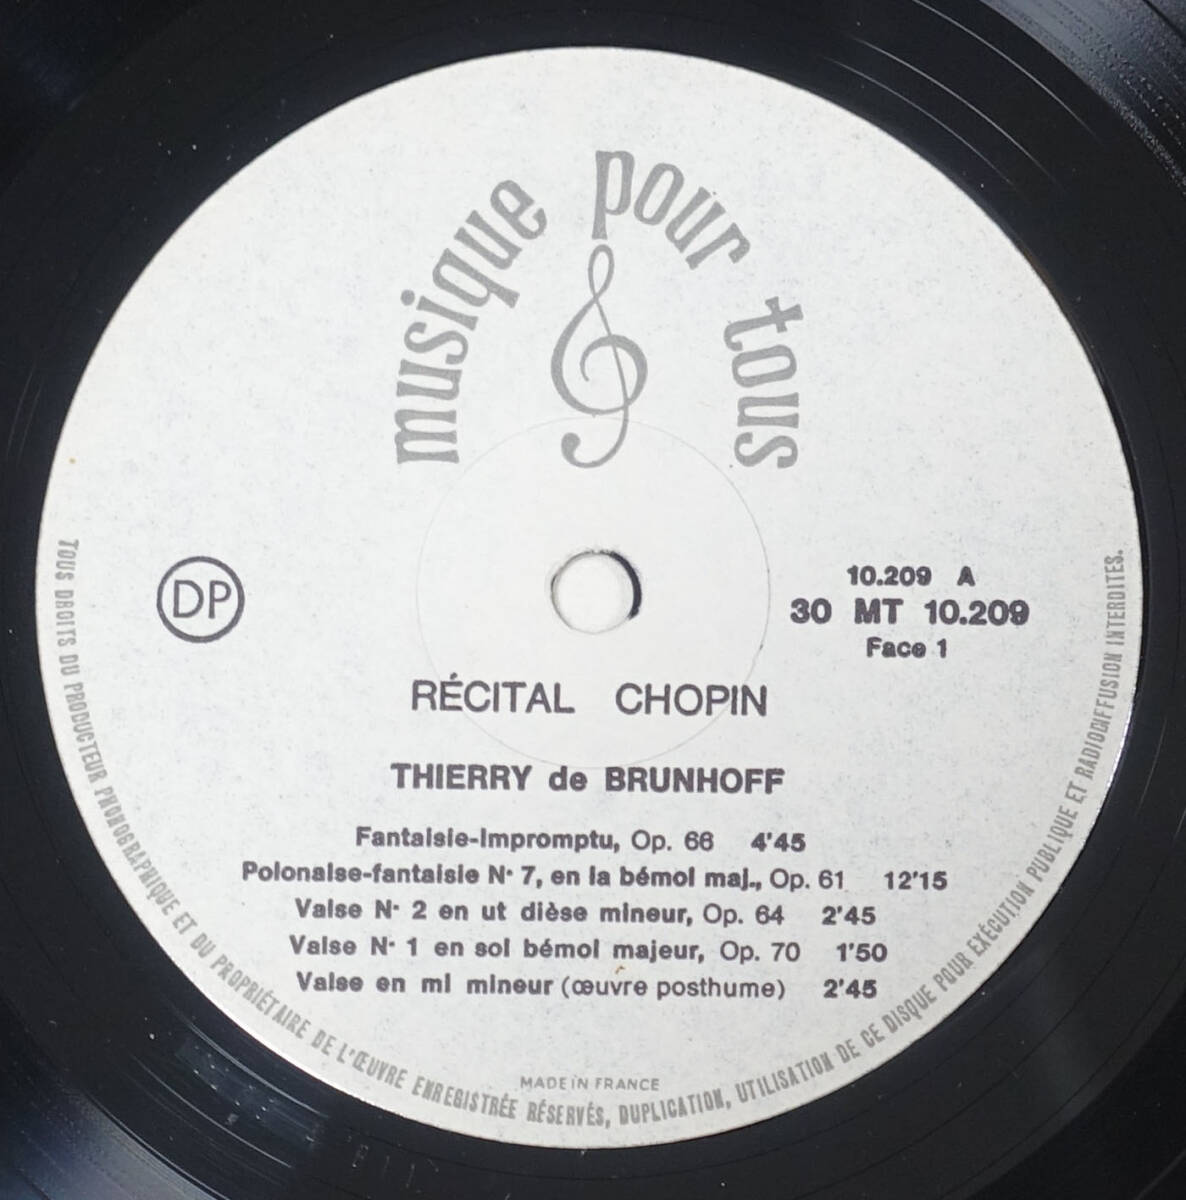 musique pour tous
DP
10.209 A
30 MT 10.209
Face 1
RÉCITAL CHOPIN
THIERRY de BRUNHOFF
Fantaisie-Impromptu, Op. 66 4'45
Polonaise-fantaisie N° 7, en la bémol maj., Op. 61 12'15
Valse N° 2 en ut dièse mineur, Op. 64 2'45
Valse N° 1 en sol bémol majeur, Op. 70 1'50
Valse en mi mineur (œuvre posthume) 2'45
MADE IN FRANCE
TOUS DROITS DU PRODUCTEUR PHONOGRAPHIQUE ET DU PROPRIÉTAIRE DE L'ŒUVRE ENREGISTRÉE RÉSERVÉS, DUPLICATION, UTILISATION DE CE DISQUE POUR EXÉCUTION PUBLIQUE ET RADIODIFFUSION INTERDITES.